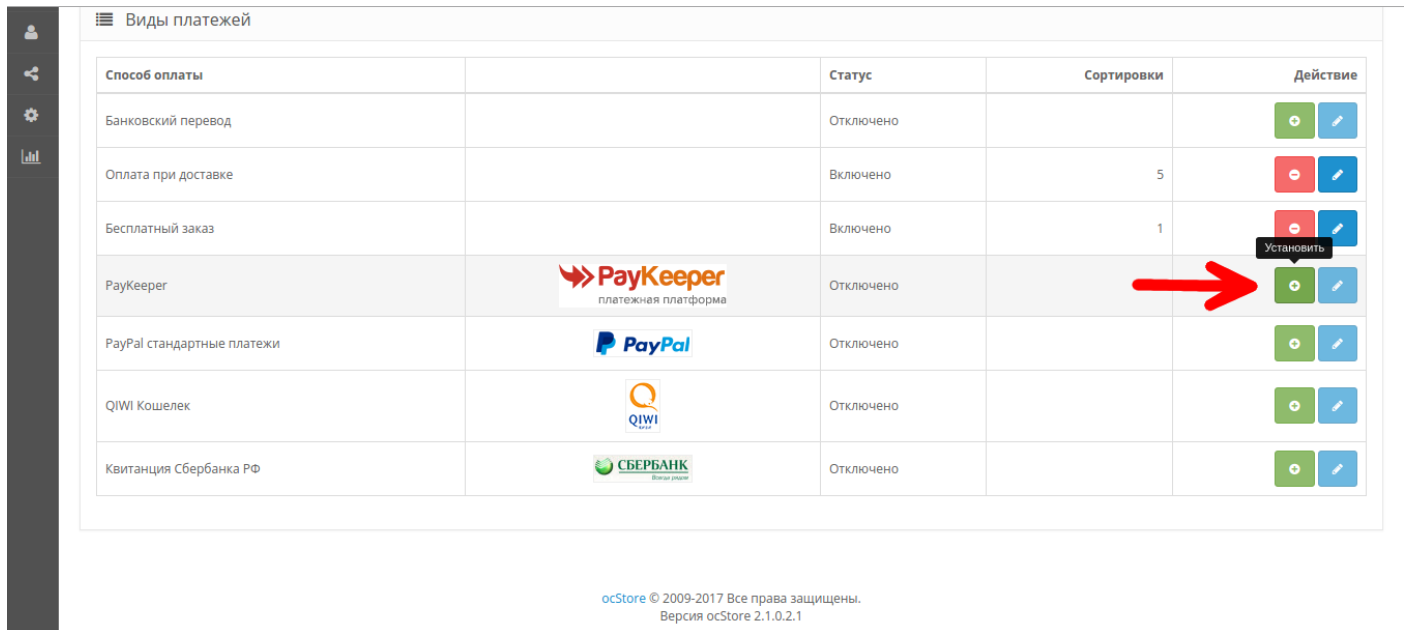 Виды платежей
Способ оплаты Статус Сортировки Действие
Банковский перевод Отключено
Оплата при доставке Включено 5
Бесплатный заказ Включено 1
Установить
PayKeeper PayKeeper Отключено
платежная платформа
PayPal стандартные платежи PayPal Отключено
QIWI Кошелек QIWI Отключено
Квитанция Сбербанка РФ СБЕРБАНК Отключено
Всегда рядом
ocStore © 2009-2017 Все права защищены.
Версия ocStore 2.1.0.2.1